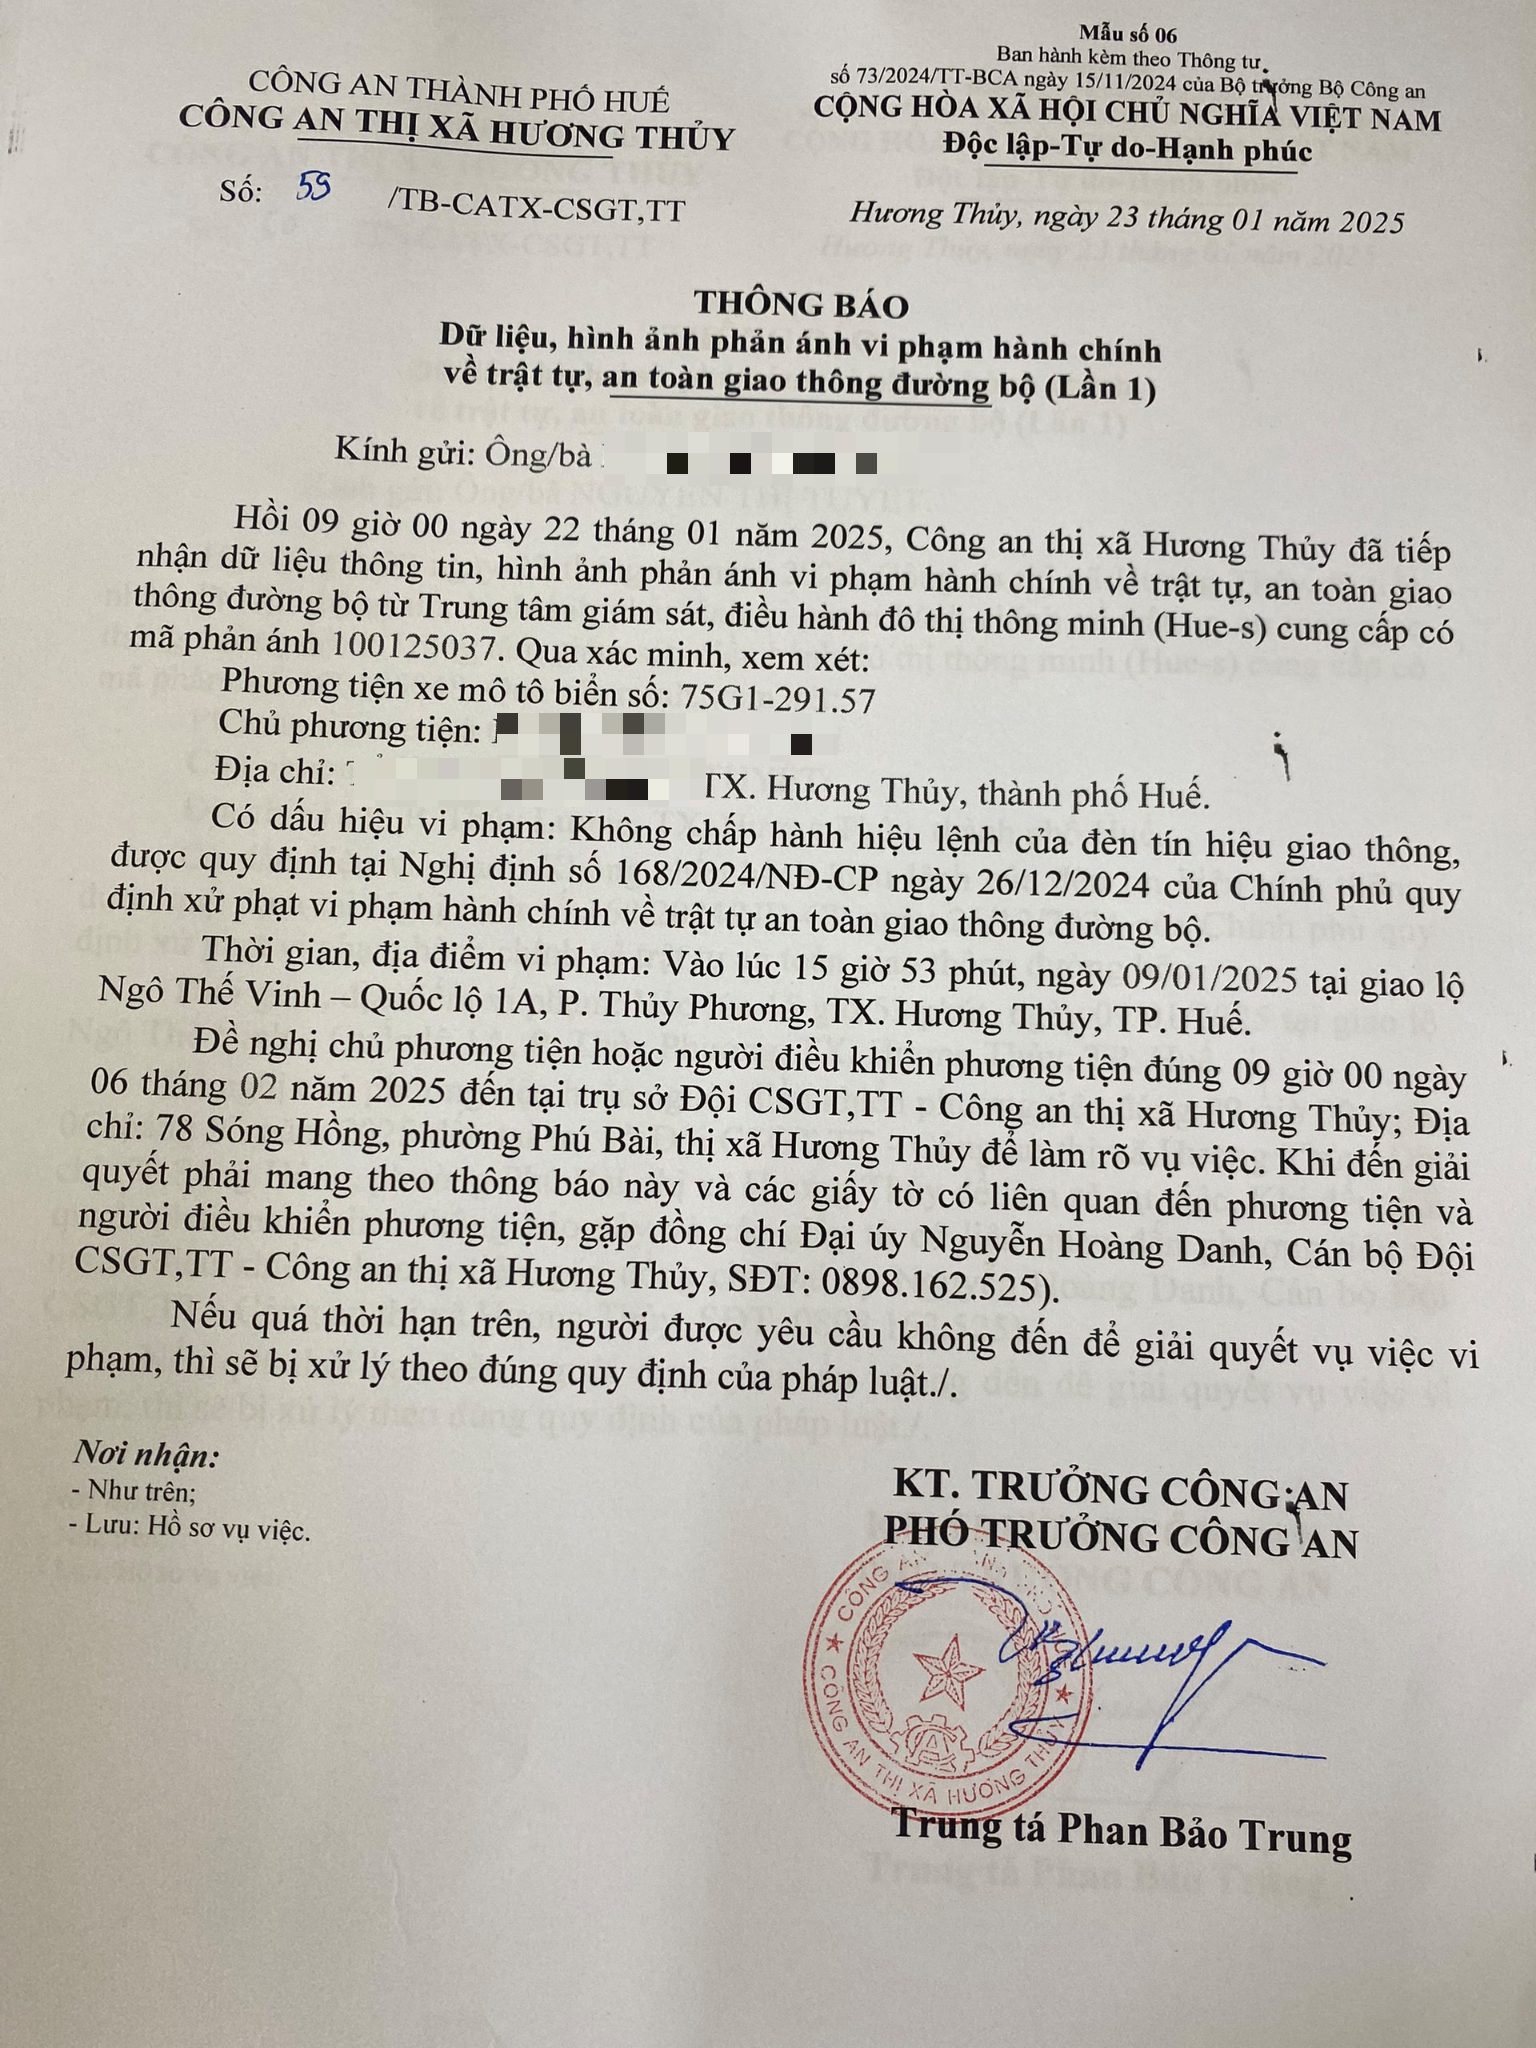 Mẫu số 06
Ban hành kèm theo Thông tư
số 73/2024/TT-BCA ngày 15/11/2024 của Bộ trưởng Bộ Công an
CÔNG AN THÀNH PHỐ HUẾ
CÔNG AN THỊ XÃ HƯƠNG THỦY
CỘNG HÒA XÃ HỘI CHỦ NGHĨA VIỆT NAM
Độc lập-Tự do-Hạnh phúc
Số: 59 /TB-CATX-CSGT,TT
Hương Thủy, ngày 23 tháng 01 năm 2025
THÔNG BÁO
Dữ liệu, hình ảnh phản ánh vi phạm hành chính
về trật tự, an toàn giao thông đường bộ (Lần 1)
Kính gửi: Ông/bà
Hồi 09 giờ 00 ngày 22 tháng 01 năm 2025, Công an thị xã Hương Thủy đã tiếp
nhận dữ liệu thông tin, hình ảnh phản ánh vi phạm hành chính về trật tự, an toàn giao
thông đường bộ từ Trung tâm giám sát, điều hành đô thị thông minh (Hue-s) cung cấp có
mã phản ánh 100125037. Qua xác minh, xem xét:
Phương tiện xe mô tô biển số: 75G1-291.57
Chủ phương tiện:
Địa chỉ: TX. Hương Thủy, thành phố Huế.
Có dấu hiệu vi phạm: Không chấp hành hiệu lệnh của đèn tín hiệu giao thông,
được quy định tại Nghị định số 168/2024/NĐ-CP ngày 26/12/2024 của Chính phủ quy
định xử phạt vi phạm hành chính về trật tự an toàn giao thông đường bộ.
Thời gian, địa điểm vi phạm: Vào lúc 15 giờ 53 phút, ngày 09/01/2025 tại giao lộ
Ngô Thế Vinh – Quốc lộ 1A, P. Thủy Phương, TX. Hương Thủy, TP. Huế.
Đề nghị chủ phương tiện hoặc người điều khiển phương tiện đúng 09 giờ 00 ngày
06 tháng 02 năm 2025 đến tại trụ sở Đội CSGT,TT - Công an thị xã Hương Thủy; Địa
chỉ: 78 Sóng Hồng, phường Phú Bài, thị xã Hương Thủy để làm rõ vụ việc. Khi đến giải
quyết phải mang theo thông báo này và các giấy tờ có liên quan đến phương tiện và
người điều khiển phương tiện, gặp đồng chí Đại úy Nguyễn Hoàng Danh, Cán bộ Đội
CSGT,TT - Công an thị xã Hương Thủy, SĐT: 0898.162.525).
Nếu quá thời hạn trên, người được yêu cầu không đến để giải quyết vụ việc vi
phạm, thì sẽ bị xử lý theo đúng quy định của pháp luật./.
Nơi nhận:
- Như trên;
- Lưu: Hồ sơ vụ việc.
KT. TRƯỞNG CÔNG AN
PHÓ TRƯỞNG CÔNG AN
CÔNG AN
CÔNG AN THỊ XÃ HƯƠNG THỦY
Trung tá Phan Bảo Trung